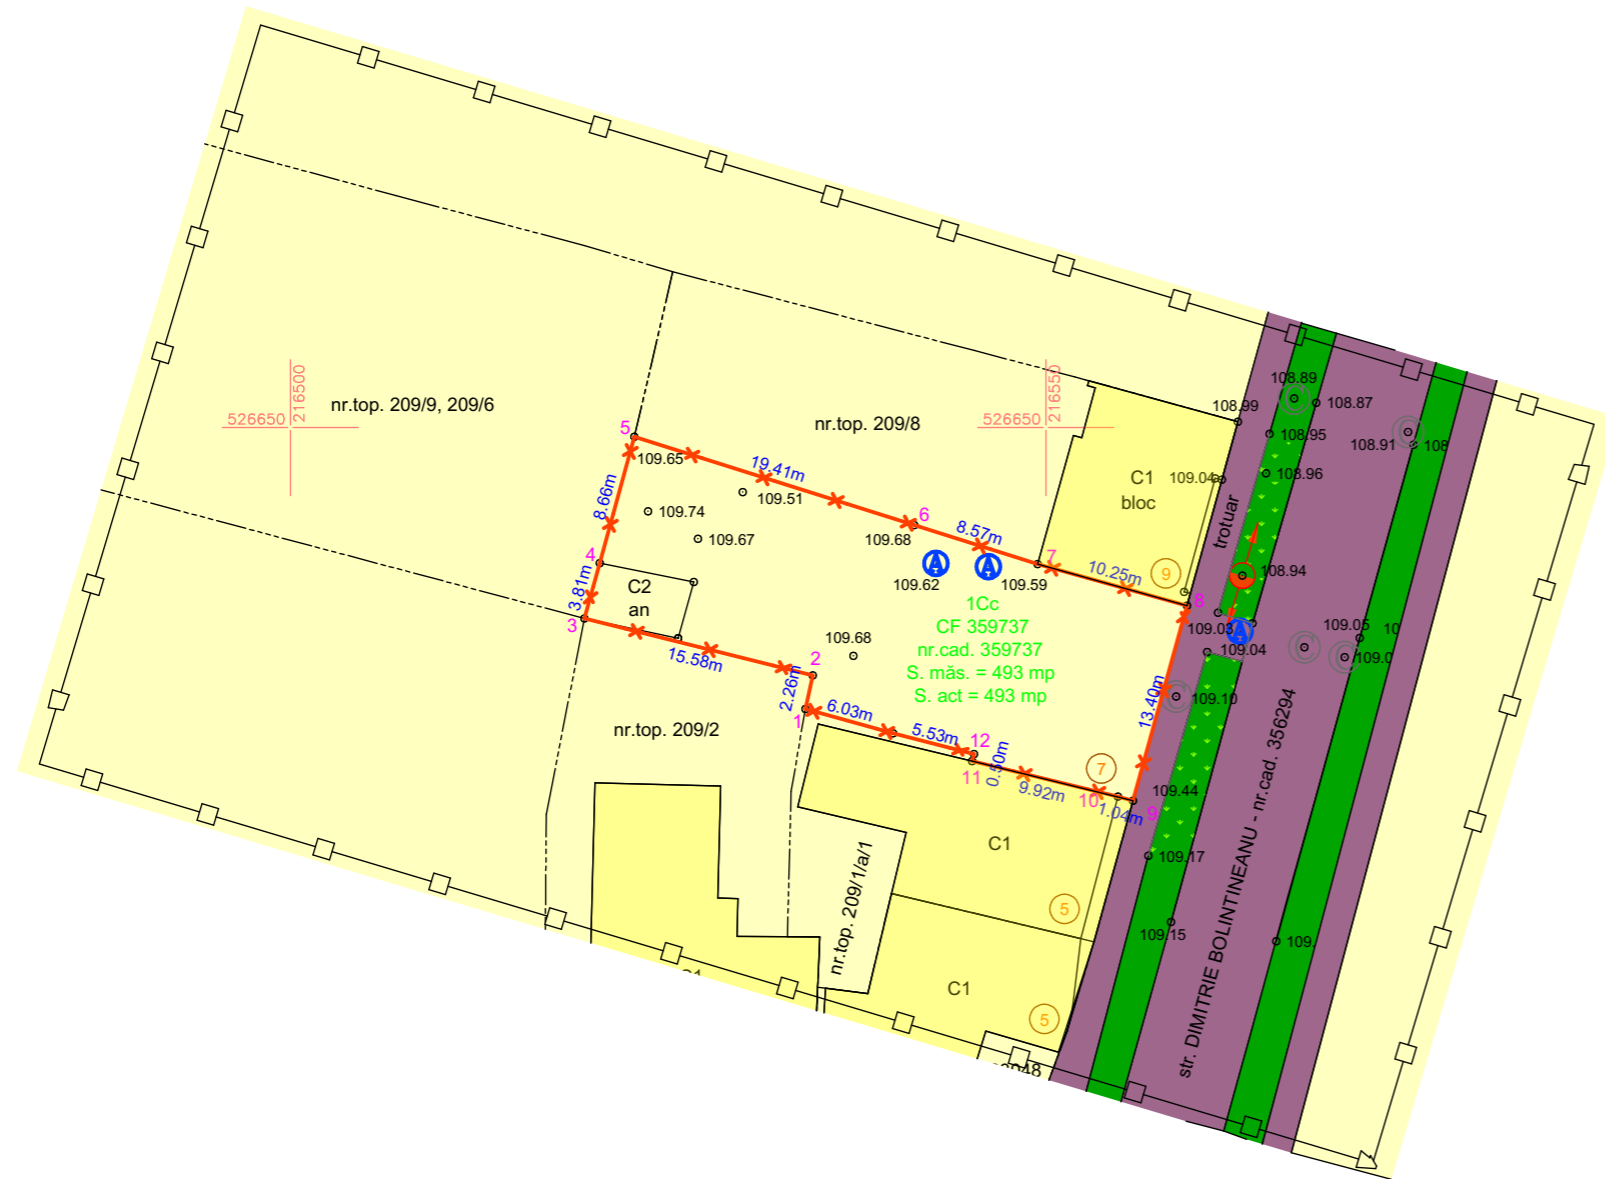 216500
526650
nr.top. 209/9, 209/6
5
109.65
19.41m
109.51
nr.top. 209/8
216550
526650
108.89
108.99
108.87
108.95
108.91
108
108.96
C1
bloc
109.04
trotuar
8.66m
109.74
109.67
6
109.68
8.57m
7
109.62
109.59
10.25m
9
108.94
4
C2
an
3.81m
3
15.58m
109.68
2
2.26m
1Cc
CF 359737
nr.cad. 359737
S. măs. = 493 mp
S. act = 493 mp
8
109.03
109.04
109.05
10
109.0
109.10
13.40m
1
6.03m
5.53m
12
0.50m
11
9.92m
7
10
1.04m
9
109.44
nr.top. 209/2
C1
109.17
nr.top. 209/1/a/1
5
109.15
109.
str. DIMITRIE BOLINTINEANU - nr.cad. 356294
C1
5